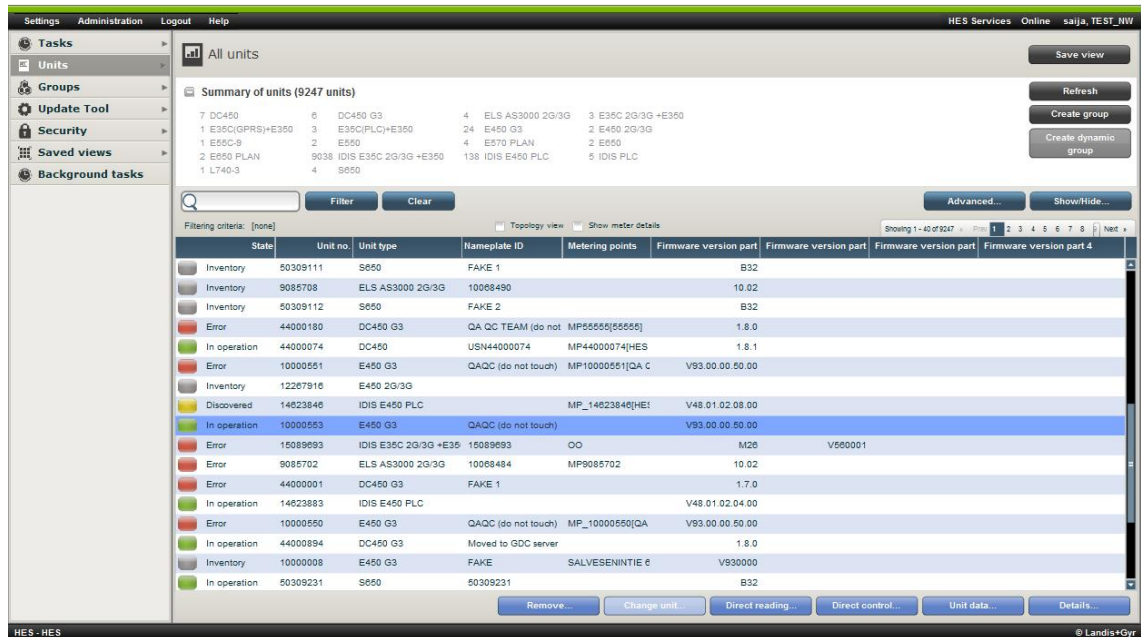 Settings Administration Logout Help HES Services Online saija, TEST_NW
Tasks
Units
Groups
Update Tool
Security
Saved views
Background tasks
All units
Save view
Summary of units (9247 units)
Refresh
Create group
Create dynamic
group
7 DC450 6 DC450 G3 4 ELS AS3000 2G/3G 3 E35C 2G/3G +E350
1 E35C(GPRS)+E350 3 E35C(PLC)+E350 24 E450 G3 2 E450 2G/3G
1 E55C-9 2 E550 4 E570 PLAN 2 E650
2 E650 PLAN 9038 IDIS E35C 2G/3G +E350 138 IDIS E450 PLC 5 IDIS PLC
1 L740-3 4 S650
Filter Clear Advanced... Show/Hide...
Filtering criteria: [none] Topology view Show meter details Showing 1 - 40 of 9247 « Prev 1 2 3 4 5 6 7 8 9 Next »
State Unit no. Unit type Nameplate ID Metering points Firmware version part Firmware version part Firmware version part Firmware version part 4
Inventory 50309111 S650 FAKE 1 B32
Inventory 9085708 ELS AS3000 2G/3G 10068490 10.02
Inventory 50309112 S650 FAKE 2 B32
Error 44000180 DC450 G3 QA QC TEAM (do not MP55555[55555] 1.8.0
In operation 44000074 DC450 USN44000074 MP44000074[HES 1.8.1
Error 10000551 E450 G3 QAQC (do not touch) MP10000551[QA C V93.00.00.50.00
Inventory 12267916 E450 2G/3G
Discovered 14623846 IDIS E450 PLC MP_14623846[HES V48.01.02.08.00
In operation 10000553 E450 G3 QAQC (do not touch) V93.00.00.50.00
Error 15089693 IDIS E35C 2G/3G +E35 15089693 OO M26 V560001
Error 9085702 ELS AS3000 2G/3G 10068484 MP9085702 10.02
Error 44000001 DC450 G3 FAKE 1 1.7.0
In operation 14623883 IDIS E450 PLC V48.01.02.04.00
Error 10000550 E450 G3 QAQC (do not touch) MP_10000550[QA V93.00.00.50.00
In operation 44000894 DC450 G3 Moved to GDC server 1.8.0
Inventory 10000008 E450 G3 FAKE SALVESENINTIE 6 V930000
In operation 50309231 S650 50309231 B32
Remove... Change unit... Direct reading... Direct control... Unit data... Details...
HES - HES © Landis+Gyr